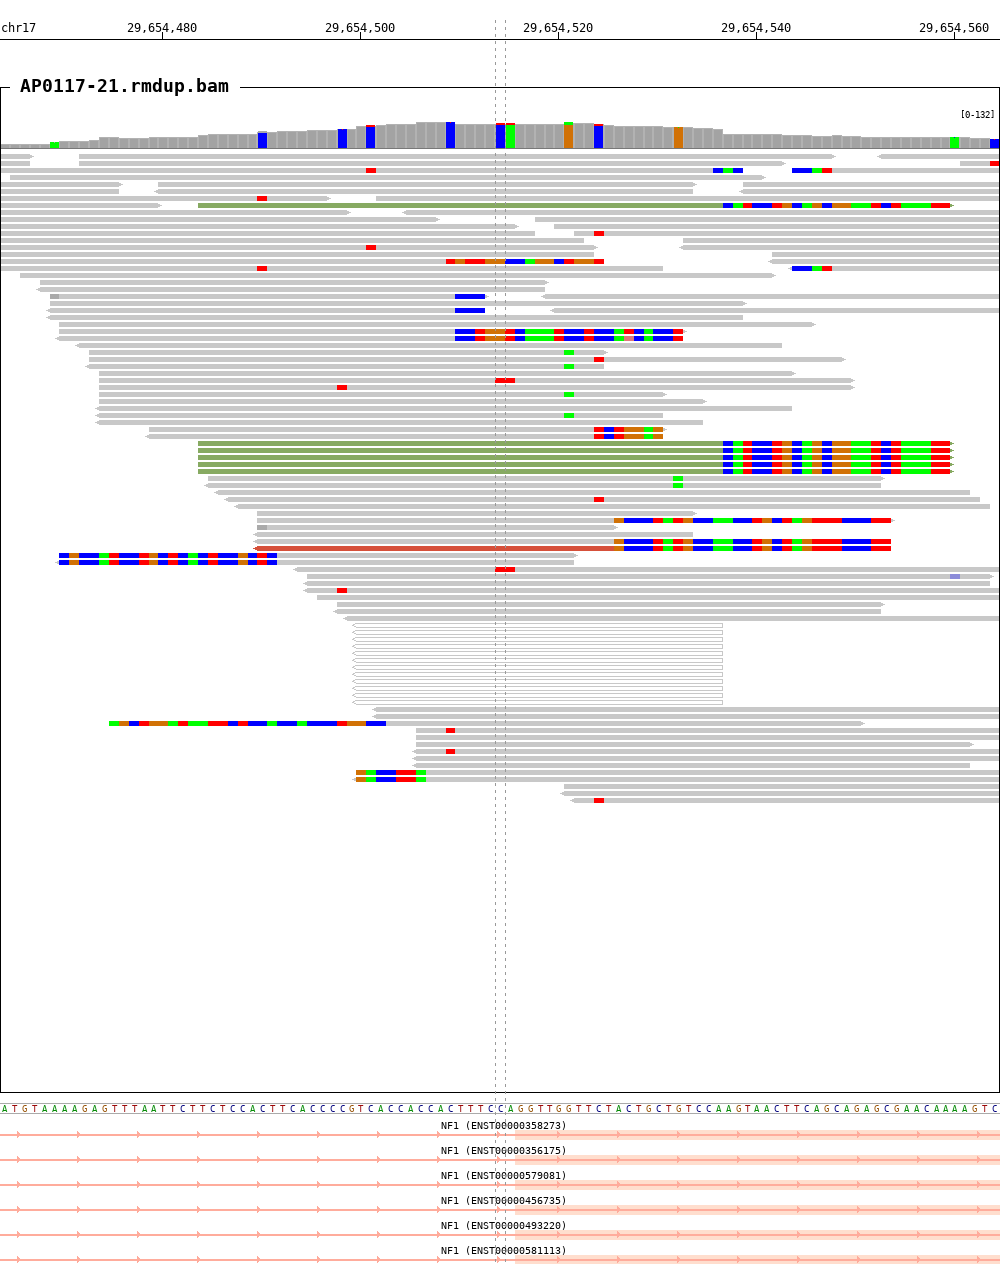 chr17 29,654,480 29,654,500 29,654,520 29,654,540 29,654,560
AP0117-21.rmdup.bam
[0-132]
A T G T A A A A G A G T T T A A T T C T T C T C C A C T T C A C C C C G T C A C C A C C A C T T T C C A G G T T G G T T C T A C T G C T G T C C A A G T A A C T T C A G C A G A G C G A A C A A A A G T C
NF1 (ENST00000358273)
NF1 (ENST00000356175)
NF1 (ENST00000579081)
NF1 (ENST00000456735)
NF1 (ENST00000493220)
NF1 (ENST00000581113)